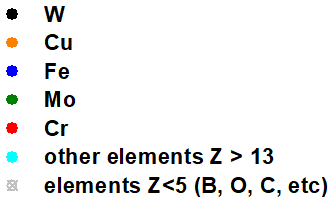 W
Cu
Fe
Mo
Cr
other elements Z > 13
elements Z<5 (B, O, C, etc)